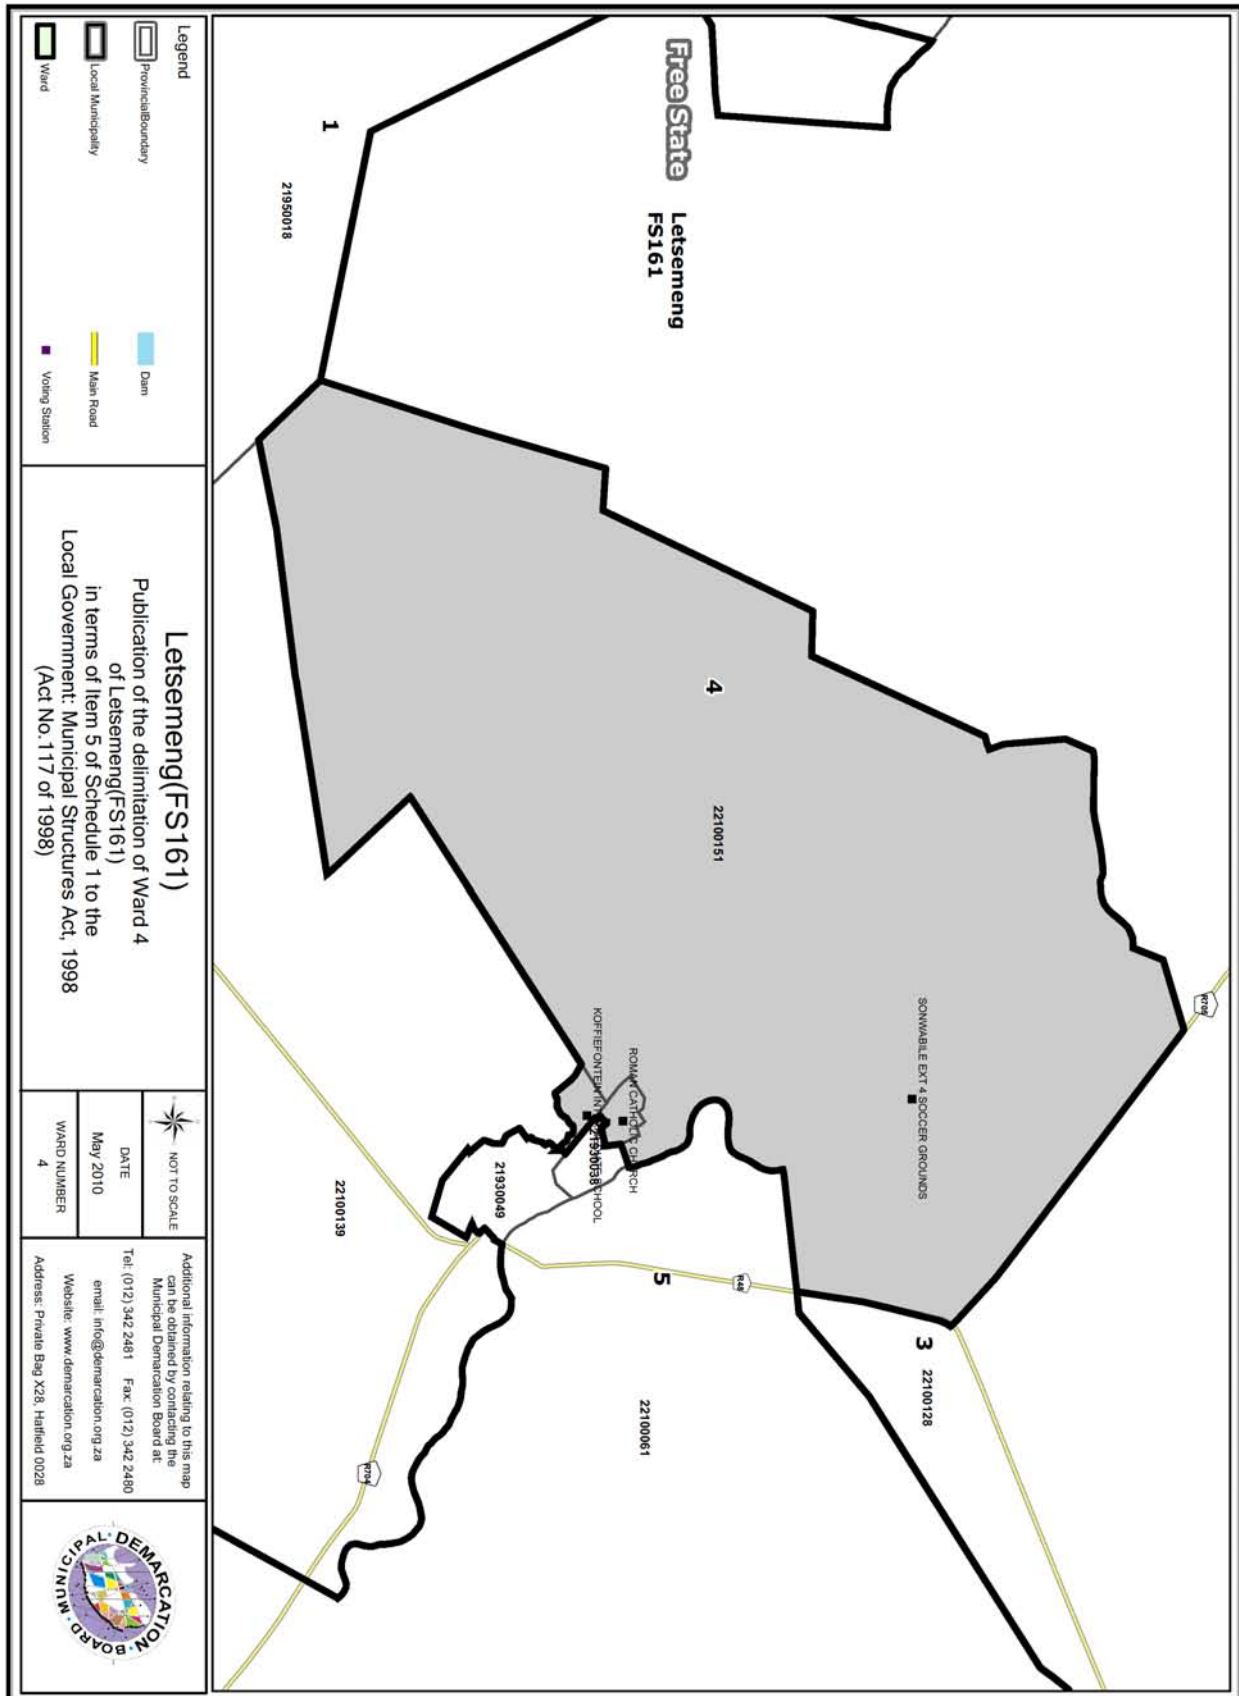 Free State
Letsemeng
FS161
1
21950018
4
22100151
R705
SONWABILE EXT 4 SOCCER GROUNDS
ROMAN CATHOLIC CHURCH
21930038
21930049
22100139
5
R48
3
22100128
22100061
R704
Legend
ProvincialBoundary
Local Municipality
Ward
Dam
Main Road
Voting Station
Letsemeng(FS161)
Publication of the delimitation of Ward 4
of Letsemeng(FS161)
in terms of Item 5 of Schedule 1 to the
Local Government: Municipal Structures Act, 1998
(Act No.117 of 1998)
NOT TO SCALE
DATE
May 2010
WARD NUMBER
4
Additional information relating to this map
can be obtained by contacting the
Municipal Demarcation Board at:
Tel: (012) 342 2481 Fax: (012) 342 2480
email: info@demarcation.org.za
Website: www.demarcation.org.za
Address: Private Bag X28, Hatfield 0028
MUNICIPAL DEMARCATION BOARD
KOFFIEFONTEIN SCHOOL